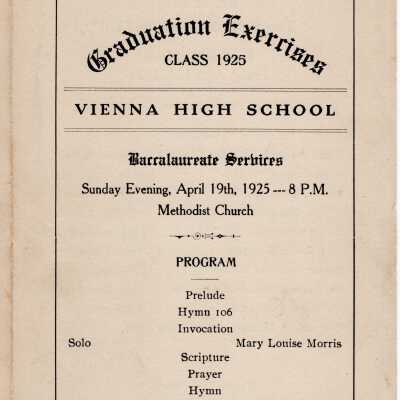 Graduation Exercises
CLASS 1925
VIENNA HIGH SCHOOL
Baccalaureate Services
Sunday Evening, April 19th, 1925 --- 8 P.M.
Methodist Church
PROGRAM
Prelude
Hymn 106
Invocation
Solo Mary Louise Morris
Scripture
Prayer
Hymn